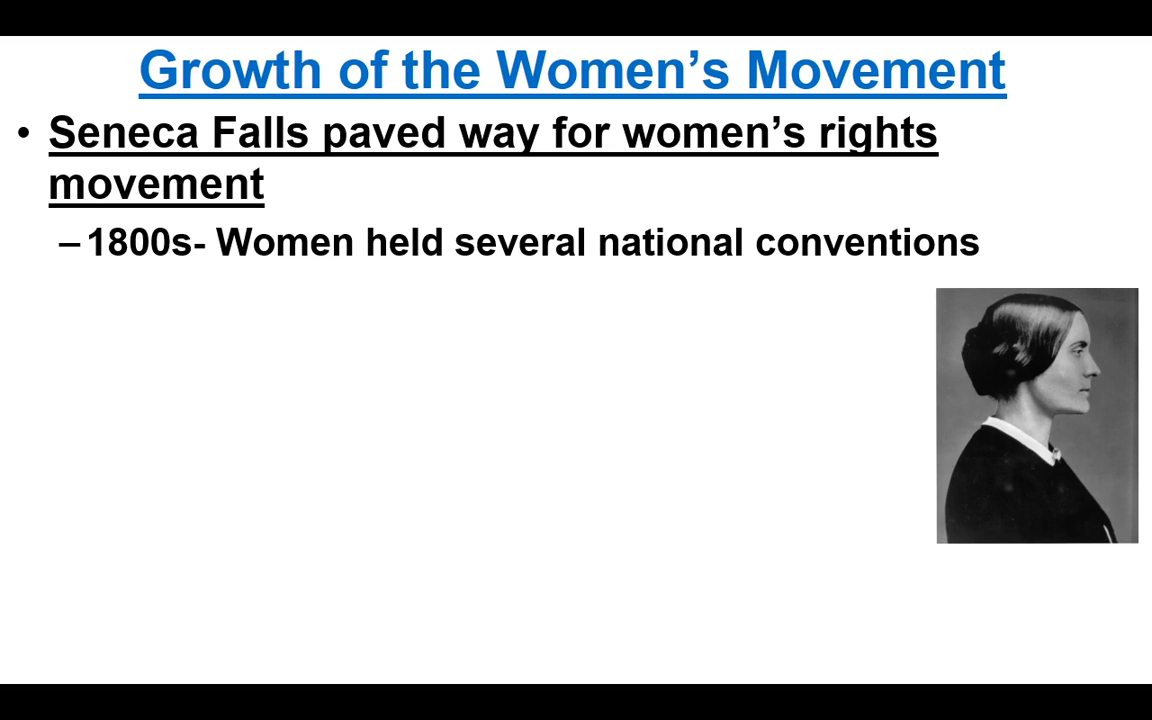 Growth of the Women’s Movement
• Seneca Falls paved way for women’s rights
movement
– 1800s- Women held several national conventions